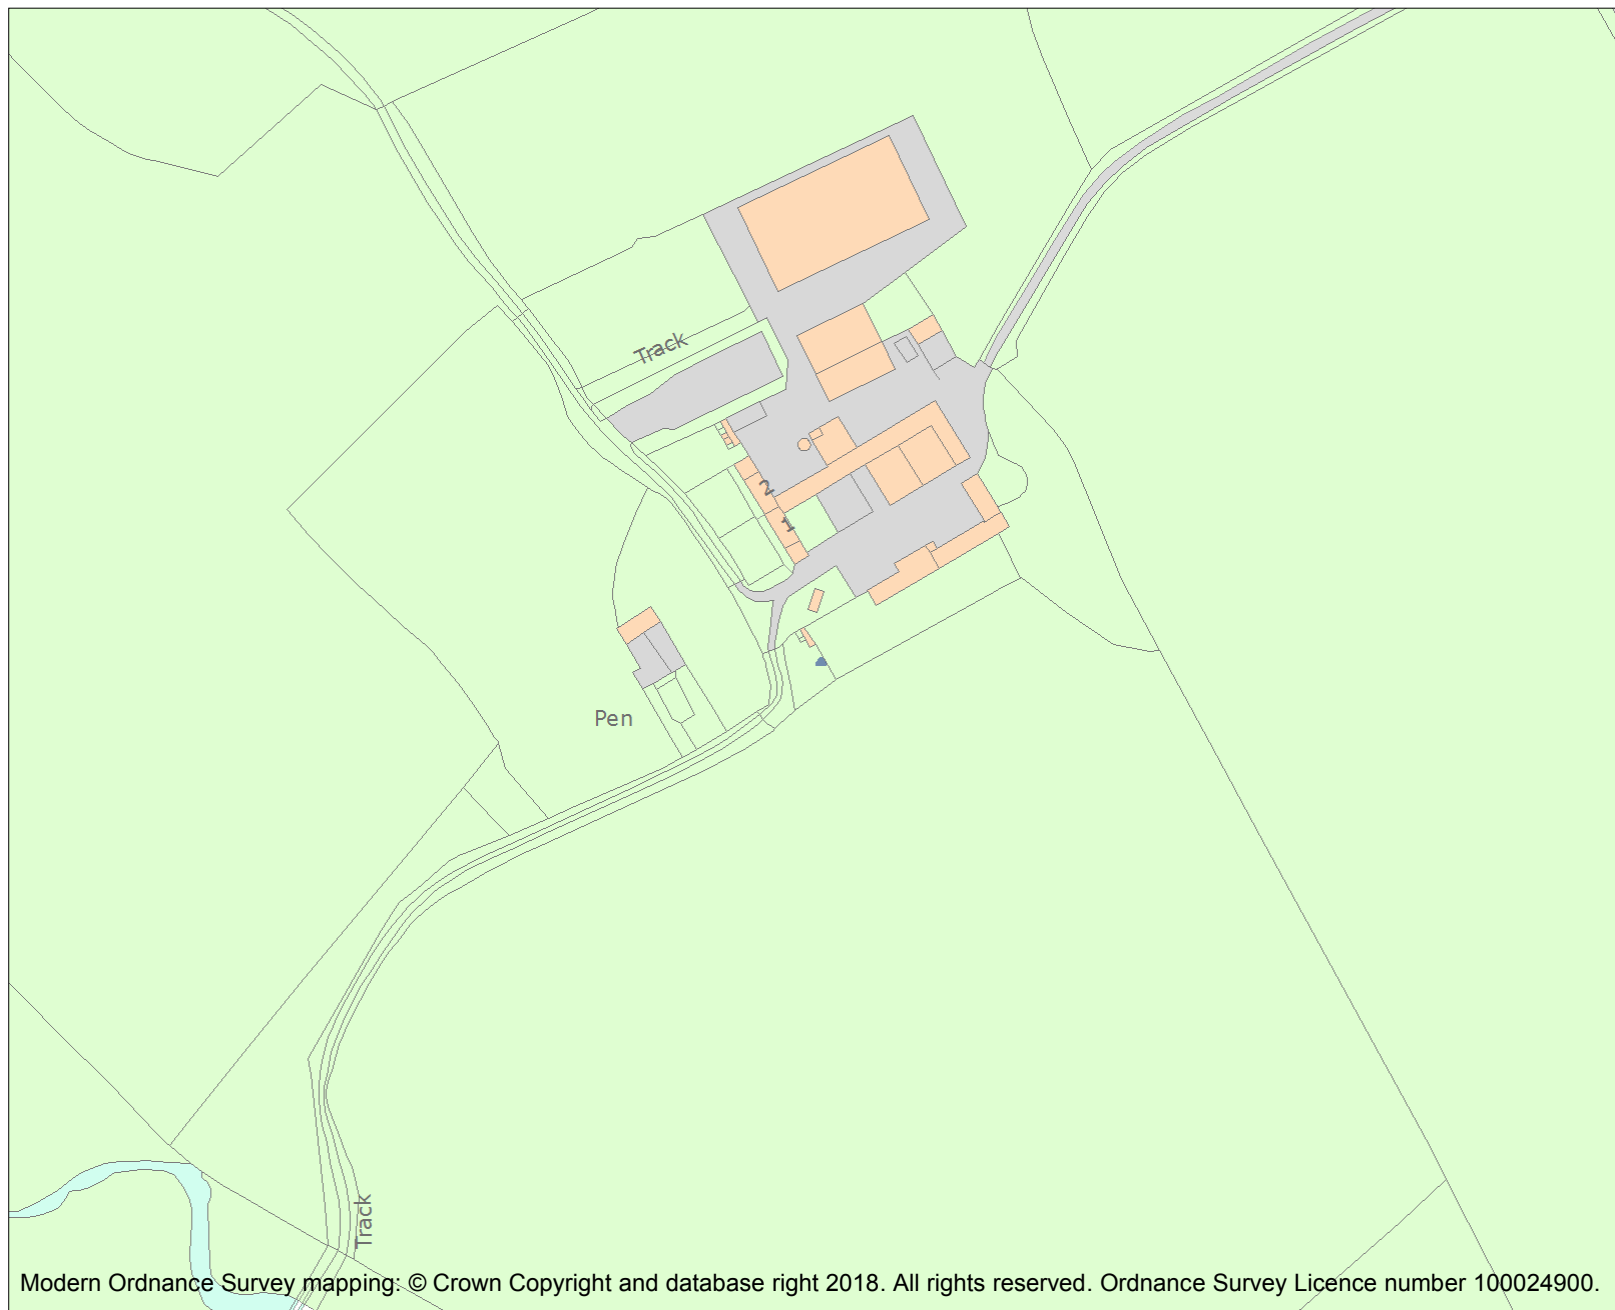 Track
2
1
Pen
Track
Modern Ordnance Survey mapping: © Crown Copyright and database right 2018. All rights reserved. Ordnance Survey Licence number 100024900.